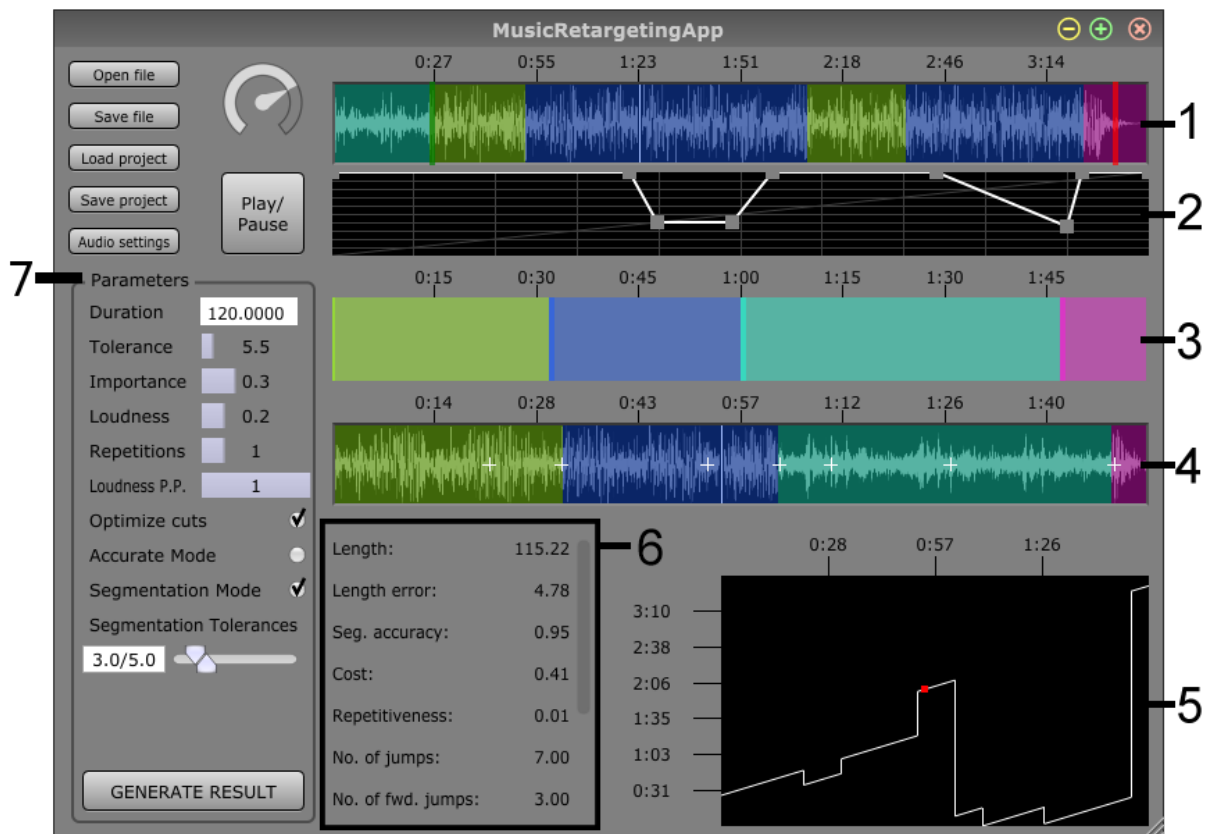 MusicRetargetingApp
Open file
Save file
Load project
Save project
Audio settings
Play/
Pause
0:27 0:55 1:23 1:51 2:18 2:46 3:14
1
2
0:15 0:30 0:45 1:00 1:15 1:30 1:45
3
0:14 0:28 0:43 0:57 1:12 1:26 1:40
4
7
Parameters
Duration 120.0000
Tolerance 5.5
Importance 0.3
Loudness 0.2
Repetitions 1
Loudness P.P. 1
Optimize cuts
Accurate Mode
Segmentation Mode
Segmentation Tolerances
3.0/5.0
GENERATE RESULT
6
Length: 115.22
Length error: 4.78
Seg. accuracy: 0.95
Cost: 0.41
Repetitiveness: 0.01
No. of jumps: 7.00
No. of fwd. jumps: 3.00
0:28 0:57 1:26
3:10
2:38
2:06
1:35
1:03
0:31
5